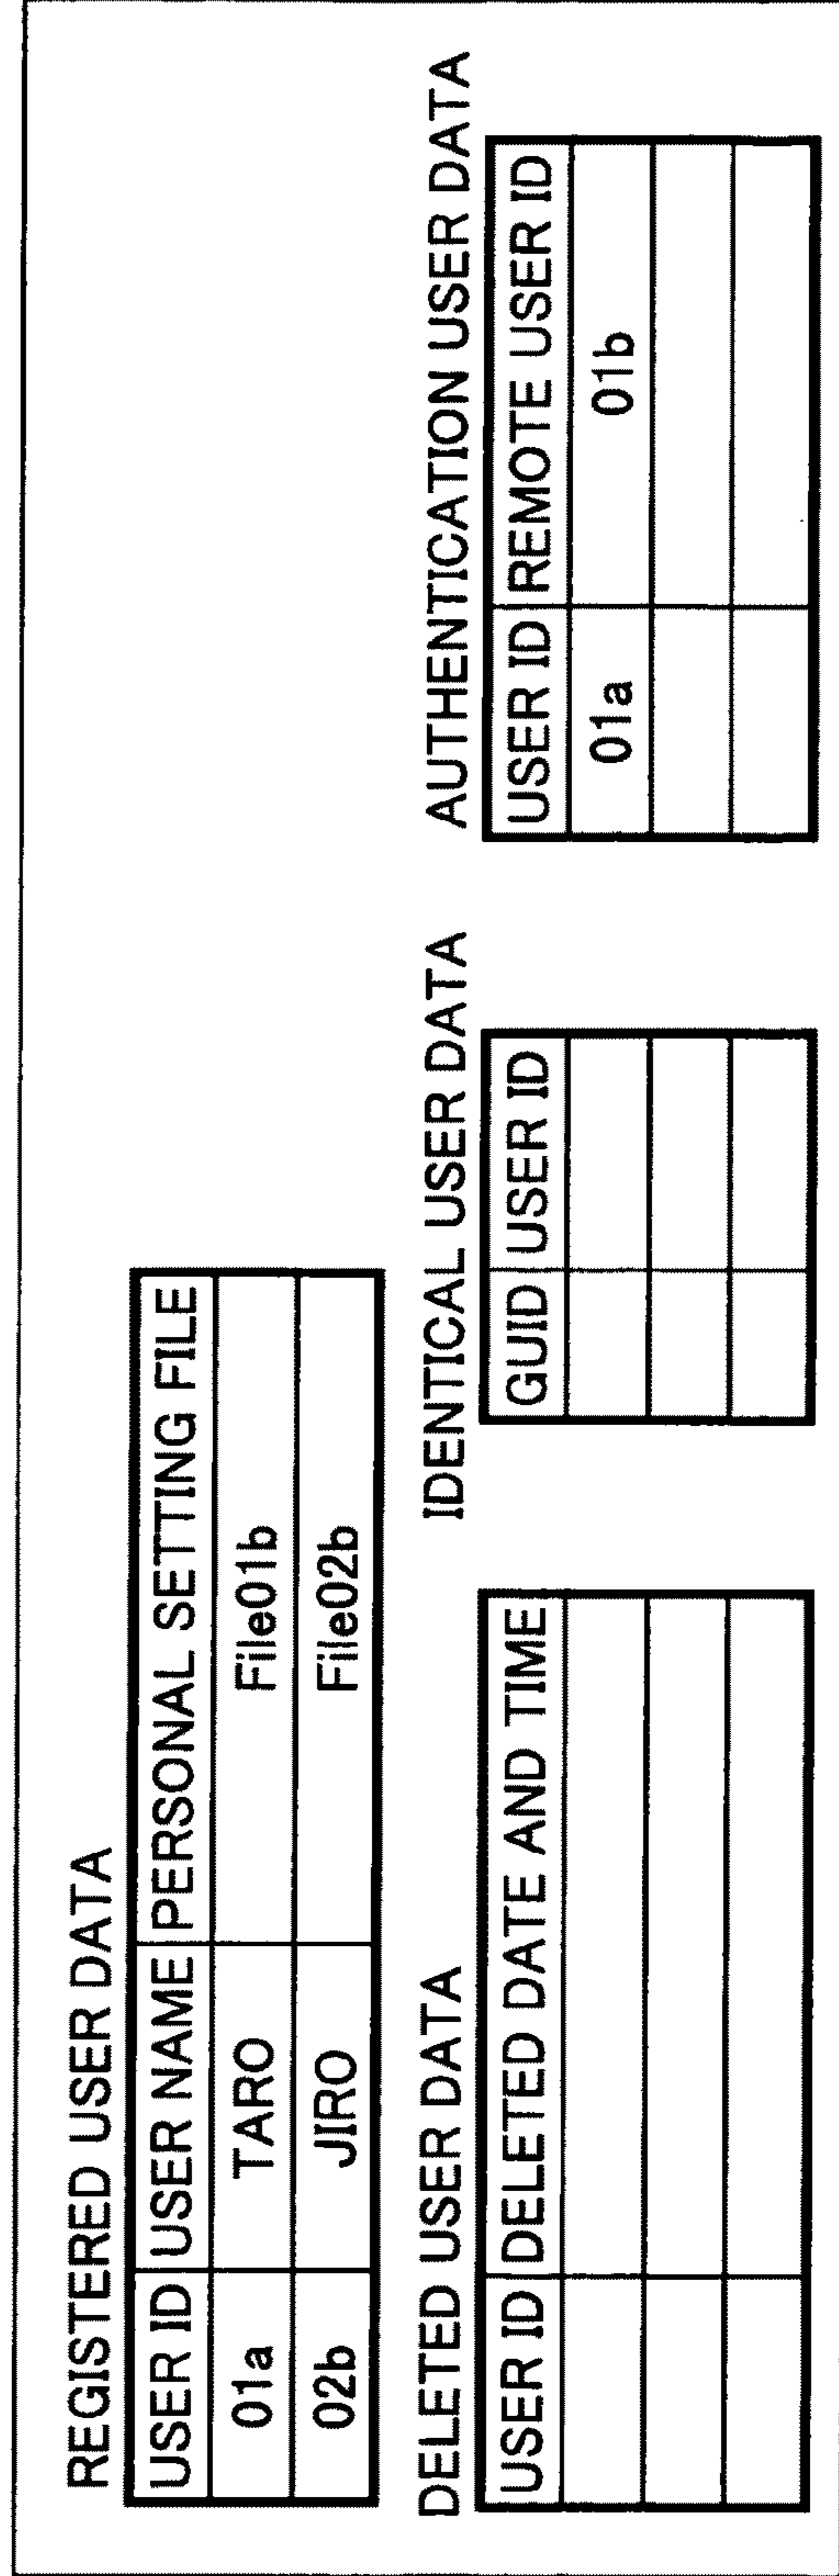 REGISTERED USER DATA
USER ID USER NAME PERSONAL SETTING FILE
01a TARO File01b
02b JIRO File02b
DELETED USER DATA
USER ID DELETED DATE AND TIME
IDENTICAL USER DATA
GUID USER ID
AUTHENTICATION USER DATA
USER ID REMOTE USER ID
01a 01b